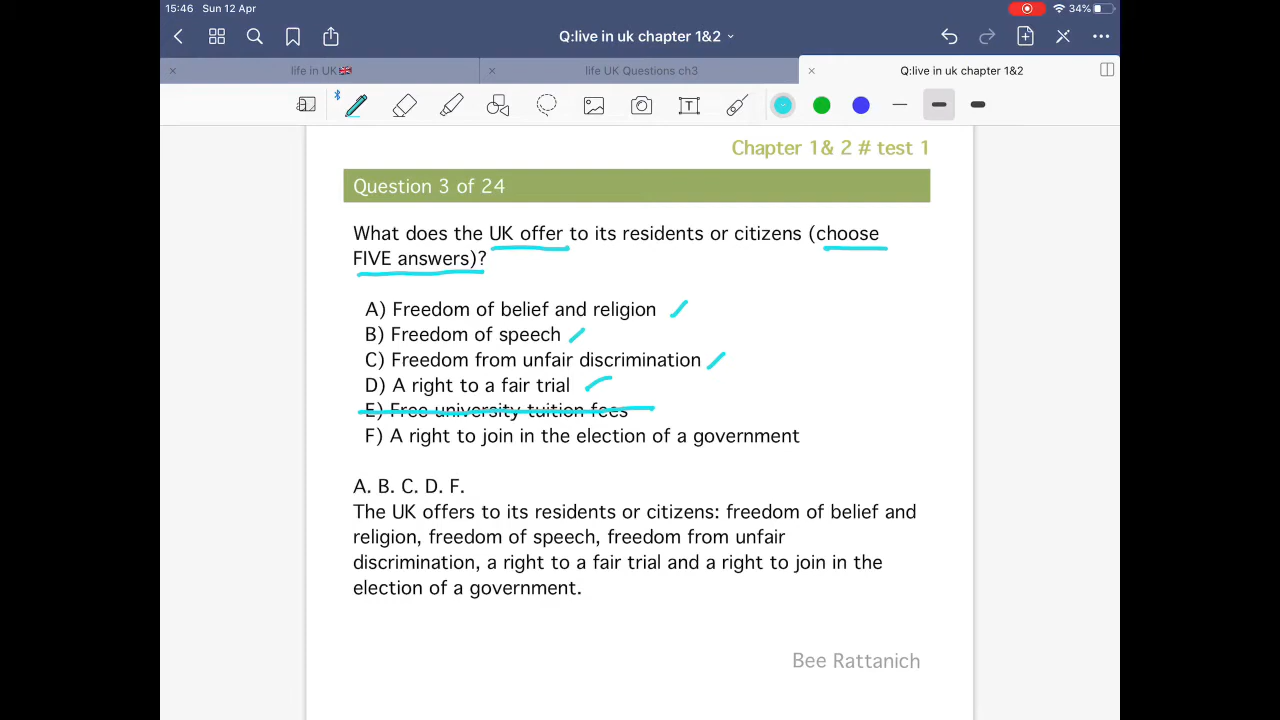 15:46 Sun 12 Apr
34%
Q:live in uk chapter 1&2
life in UK🇬🇧
life UK Questions ch3
Q:live in uk chapter 1&2
T
Chapter 1& 2 # test 1
Question 3 of 24
What does the UK offer to its residents or citizens (choose
FIVE answers)?
A) Freedom of belief and religion
B) Freedom of speech
C) Freedom from unfair discrimination
D) A right to a fair trial
E) Free university tuition fees
F) A right to join in the election of a government
A. B. C. D. F.
The UK offers to its residents or citizens: freedom of belief and
religion, freedom of speech, freedom from unfair
discrimination, a right to a fair trial and a right to join in the
election of a government.
Bee Rattanich